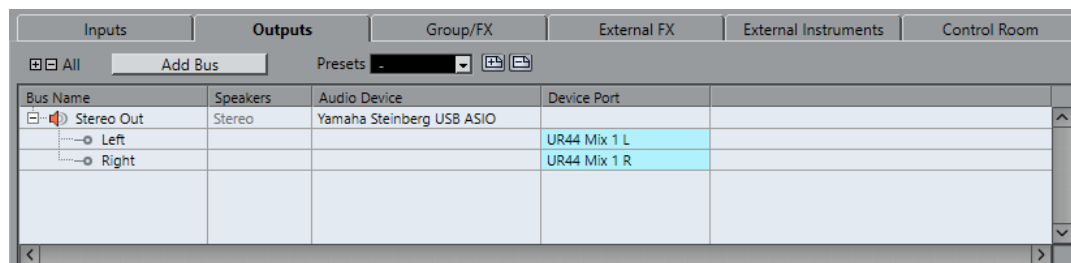 Inputs Outputs Group/FX External FX External Instruments Control Room
All Add Bus Presets -
Bus Name Speakers Audio Device Device Port
Stereo Out Stereo Yamaha Steinberg USB ASIO
Left UR44 Mix 1 L
Right UR44 Mix 1 R